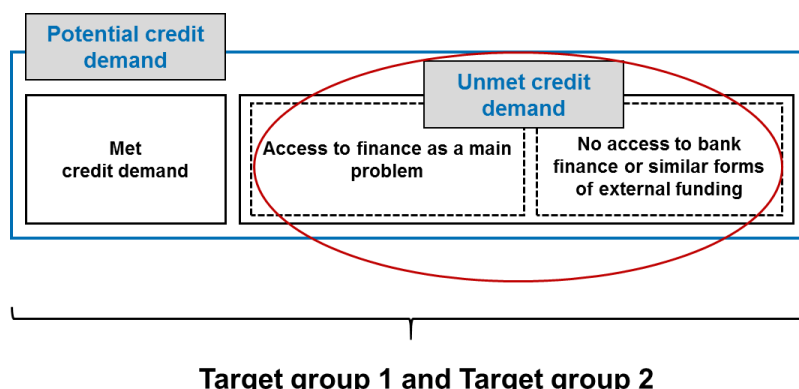 Potential credit
demand
Unmet credit
demand
Met
credit demand
Access to finance as a main
problem
No access to bank
finance or similar forms
of external funding
Target group 1 and Target group 2